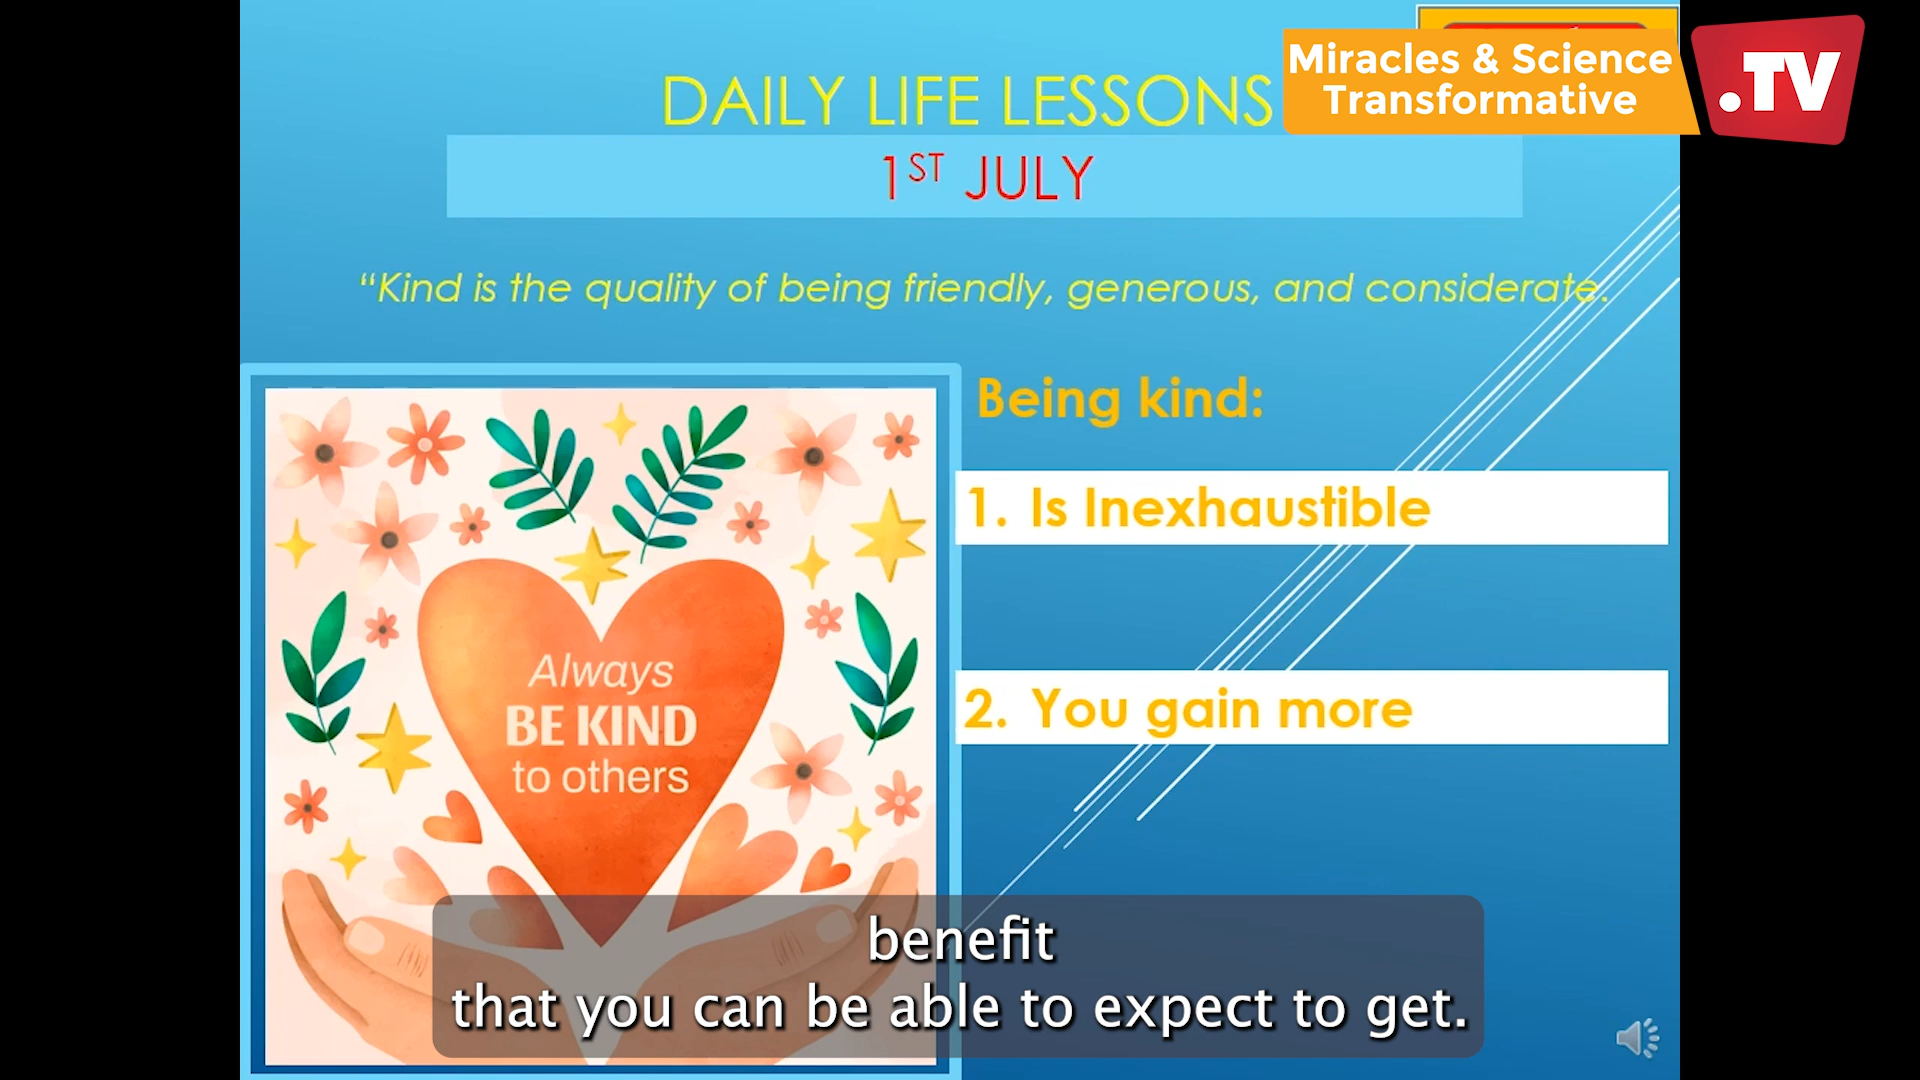 Miracles & Science
Transformative
.TV
DAILY LIFE LESSONS
1ST JULY
“Kind is the quality of being friendly, generous, and considerate.
Being kind:
1. Is Inexhaustible
2. You gain more
Always
BE KIND
to others
benefit
that you can be able to expect to get.